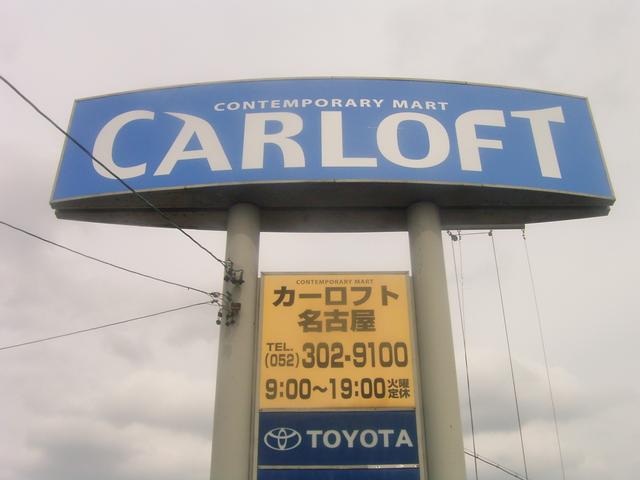 CONTEMPORARY MART
CARLOFT
CONTEMPORARY MART
カーロフト
名古屋
TEL.
(052) 302-9100
9:00～19:00 火曜定休
TOYOTA